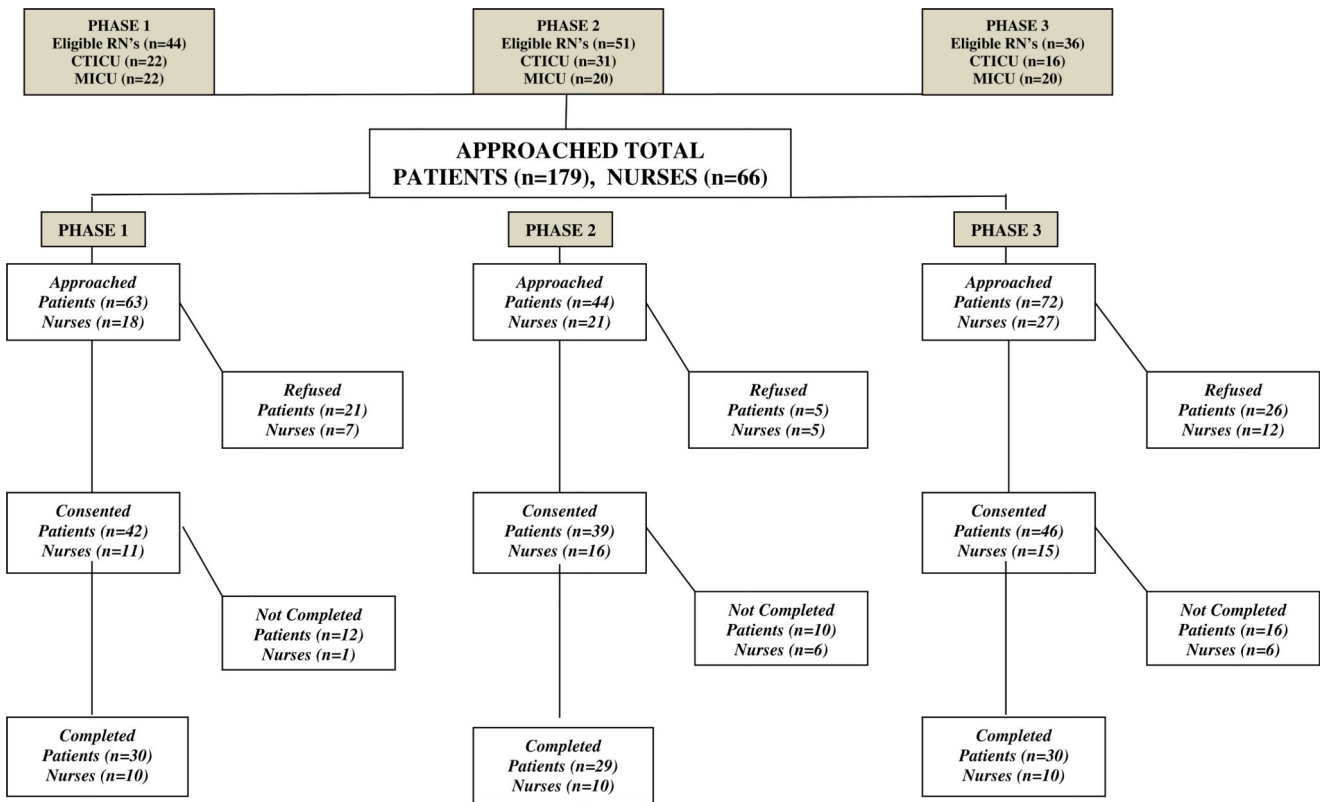 PHASE 1
Eligible RN's (n=44)
CTICU (n=22)
MICU (n=22)
PHASE 2
Eligible RN's (n=51)
CTICU (n=31)
MICU (n=20)
PHASE 3
Eligible RN's (n=36)
CTICU (n=16)
MICU (n=20)
APPROACHED TOTAL
PATIENTS (n=179), NURSES (n=66)
PHASE 1
Approached
Patients (n=63)
Nurses (n=18)
Refused
Patients (n=21)
Nurses (n=7)
Consented
Patients (n=42)
Nurses (n=11)
Not Completed
Patients (n=12)
Nurses (n=1)
Completed
Patients (n=30)
Nurses (n=10)
PHASE 2
Approached
Patients (n=44)
Nurses (n=21)
Refused
Patients (n=5)
Nurses (n=5)
Consented
Patients (n=39)
Nurses (n=16)
Not Completed
Patients (n=10)
Nurses (n=6)
Completed
Patients (n=29)
Nurses (n=10)
PHASE 3
Approached
Patients (n=72)
Nurses (n=27)
Refused
Patients (n=26)
Nurses (n=12)
Consented
Patients (n=46)
Nurses (n=15)
Not Completed
Patients (n=16)
Nurses (n=6)
Completed
Patients (n=30)
Nurses (n=10)